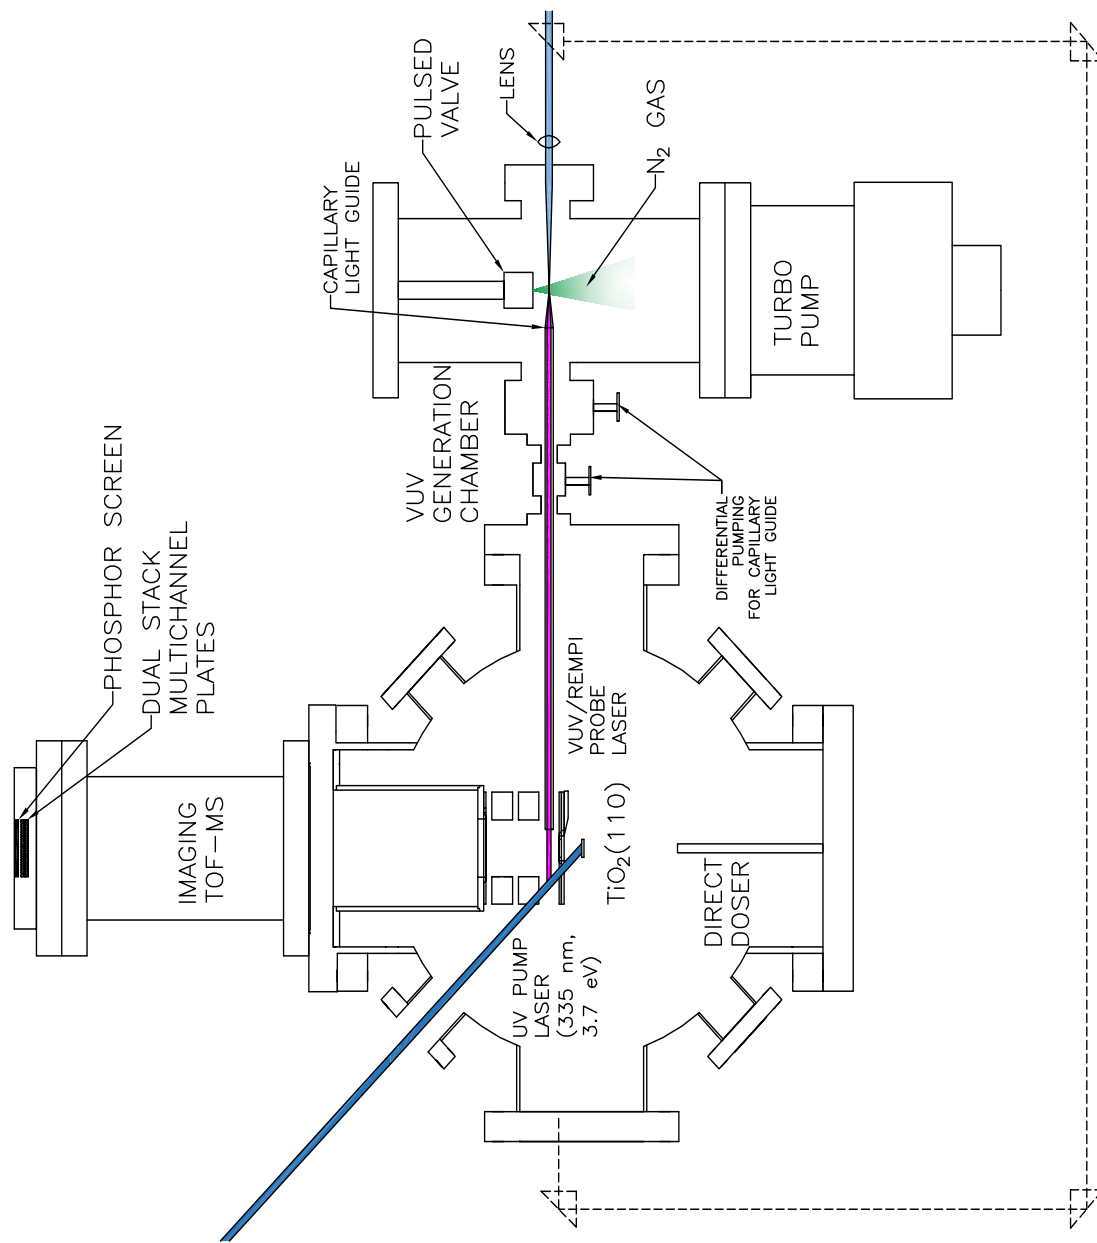 PHOSPHOR SCREEN
DUAL STACK
MULTICHANNEL
PLATES
IMAGING
TOF-MS
UV PUMP
LASER
(335 nm,
3.7 eV)
TiO₂(110)
DIRECT
DOSER
VUV/REMPI
PROBE
LASER
VUV
GENERATION
CHAMBER
CAPILLARY
LIGHT GUIDE
PULSED
VALVE
LENS
N₂ GAS
TURBO
PUMP
DIFFERENTIAL
PUMPING
FOR CAPILLARY
LIGHT GUIDE